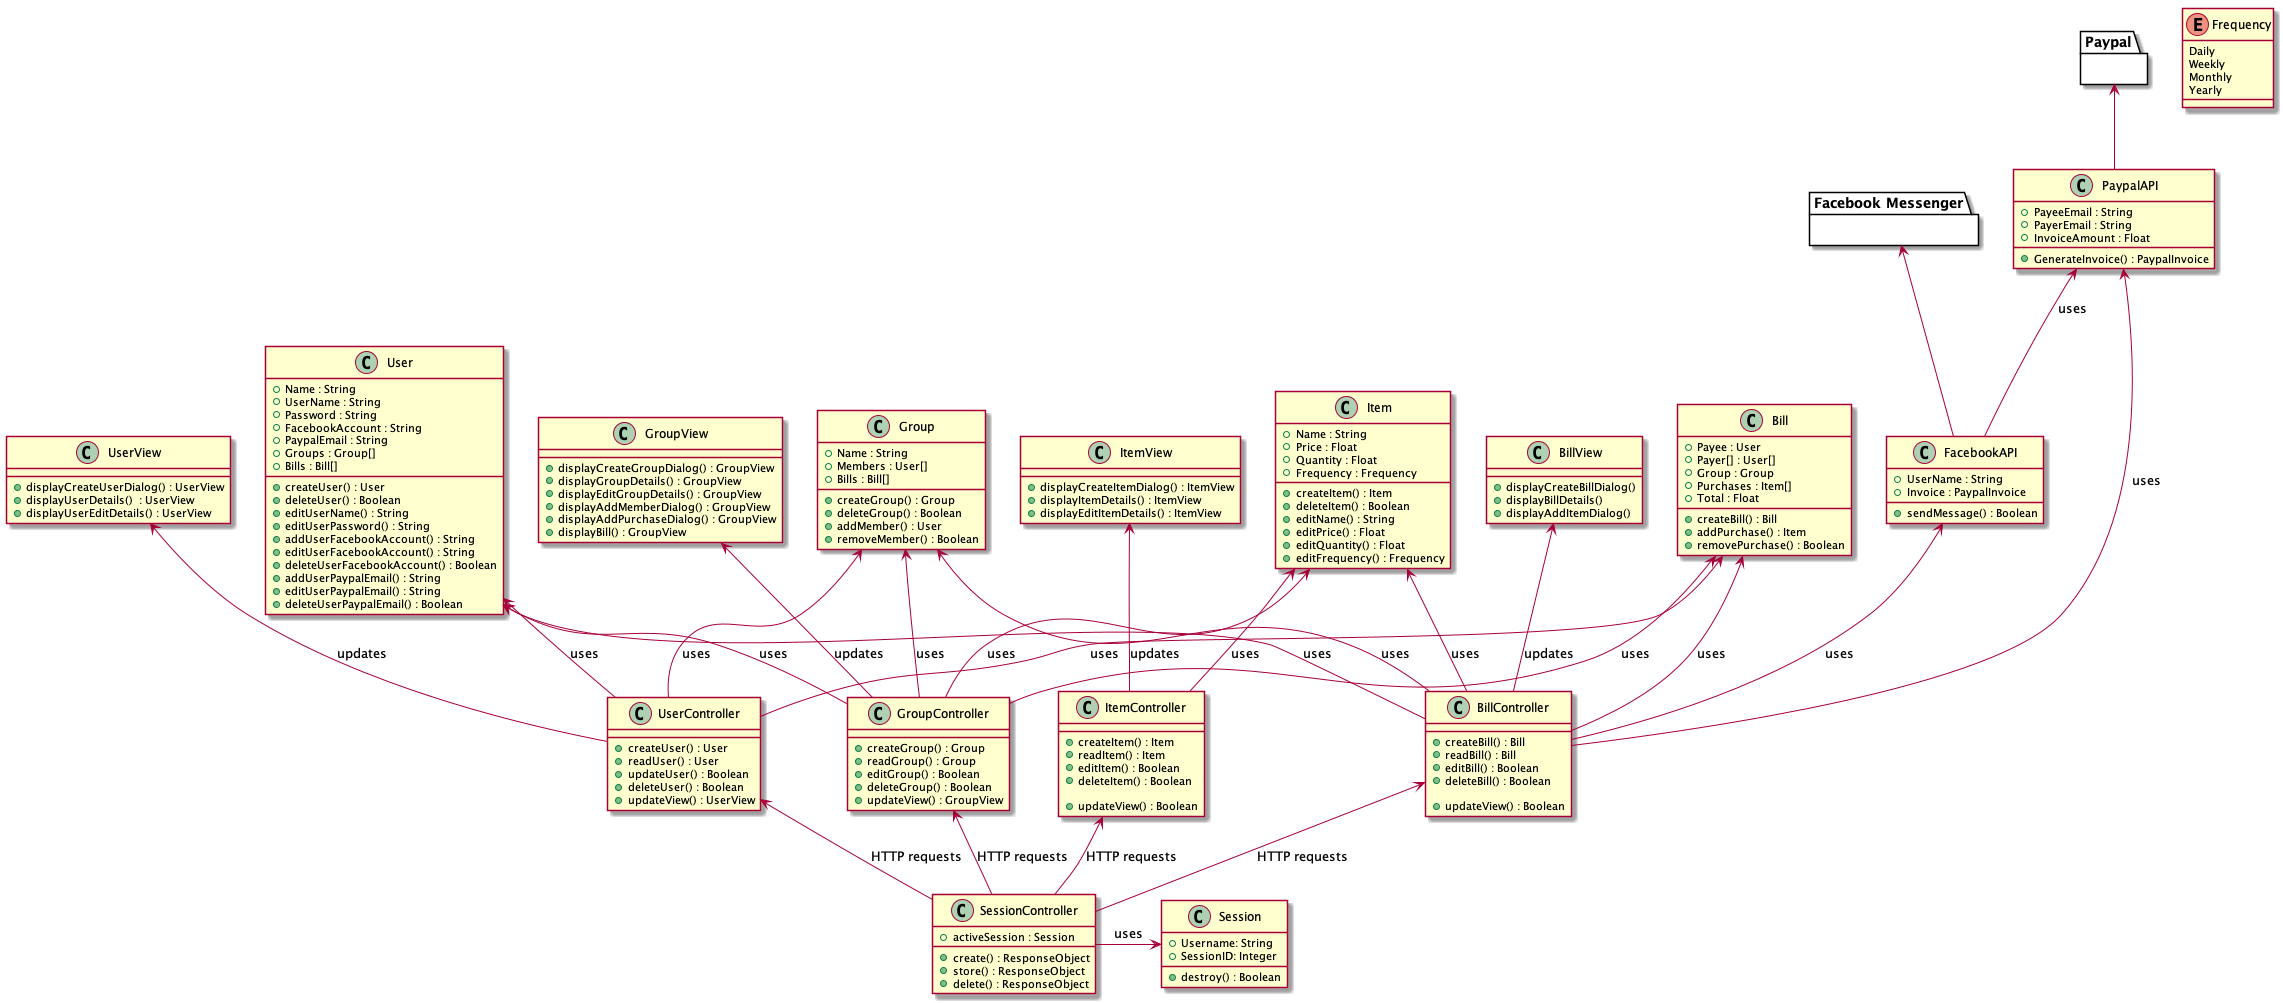 Paypal
E Frequency
Daily
Weekly
Monthly
Yearly
C PaypalAPI
PayeeEmail : String
PayerEmail : String
InvoiceAmount : Float
GenerateInvoice() : PaypalInvoice
Facebook Messenger
uses
uses
C UserView
displayCreateUserDialog() : UserView
displayUserDetails() : UserView
displayUserEditDetails() : UserView
C User
Name : String
UserName : String
Password : String
FacebookAccount : String
PaypalEmail : String
Groups : Group[]
Bills : Bill[]
createUser() : User
deleteUser() : Boolean
editUserName() : String
editUserPassword() : String
addUserFacebookAccount() : String
editUserFacebookAccount() : String
deleteUserFacebookAccount() : Boolean
addUserPaypalEmail() : String
editUserPaypalEmail() : String
deleteUserPaypalEmail() : Boolean
C GroupView
displayCreateGroupDialog() : GroupView
displayGroupDetails() : GroupView
displayEditGroupDetails() : GroupView
displayAddMemberDialog() : GroupView
displayAddPurchaseDialog() : GroupView
displayBill() : GroupView
C Group
Name : String
Members : User[]
Bills : Bill[]
createGroup() : Group
deleteGroup() : Boolean
addMember() : User
removeMember() : Boolean
C ItemView
displayCreateItemDialog() : ItemView
displayItemDetails() : ItemView
displayEditItemDetails() : ItemView
C Item
Name : String
Price : Float
Quantity : Float
Frequency : Frequency
createItem() : Item
deleteItem() : Boolean
editName() : String
editPrice() : Float
editQuantity() : Float
editFrequency() : Frequency
C BillView
displayCreateBillDialog()
displayBillDetails()
displayAddItemDialog()
C Bill
Payee : User
Payer[] : User[]
Group : Group
Purchases : Item[]
Total : Float
createBill() : Bill
addPurchase() : Item
removePurchase() : Boolean
C FacebookAPI
UserName : String
Invoice : PaypalInvoice
sendMessage() : Boolean
updates
uses
uses
uses
updates
uses
uses
uses
updates
uses
uses
uses
uses
updates
uses
uses
uses
C UserController
createUser() : User
readUser() : User
updateUser() : Boolean
deleteUser() : Boolean
updateView() : UserView
C GroupController
createGroup() : Group
readGroup() : Group
editGroup() : Boolean
deleteGroup() : Boolean
updateView() : GroupView
C ItemController
createItem() : Item
readItem() : Item
editItem() : Boolean
deleteItem() : Boolean
updateView() : Boolean
C BillController
createBill() : Bill
readBill() : Bill
editBill() : Boolean
deleteBill() : Boolean
updateView() : Boolean
HTTP requests
HTTP requests
HTTP requests
HTTP requests
C SessionController
activeSession : Session
create() : ResponseObject
store() : ResponseObject
delete() : ResponseObject
uses
C Session
Username: String
SessionID: Integer
destroy() : Boolean